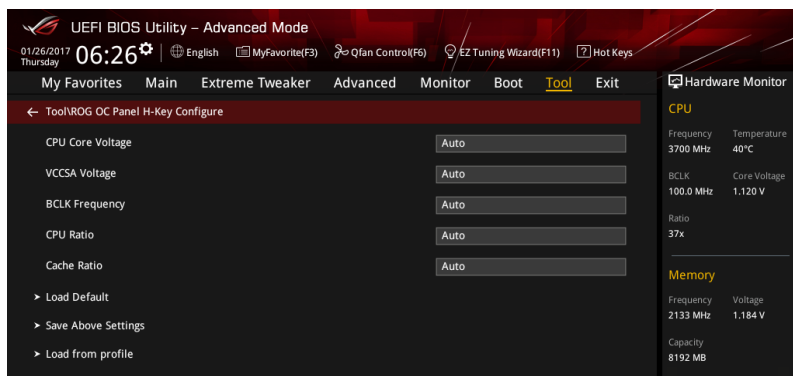 UEFI BIOS Utility – Advanced Mode
01/26/2017 Thursday 06:26 English MyFavorite(F3) Qfan Control(F6) EZ Tuning Wizard(F11) ? Hot Keys
My Favorites Main Extreme Tweaker Advanced Monitor Boot Tool Exit
Hardware Monitor
← Tool\ROG OC Panel H-Key Configure
CPU Core Voltage Auto
VCCSA Voltage Auto
BCLK Frequency Auto
CPU Ratio Auto
Cache Ratio Auto
➤ Load Default
➤ Save Above Settings
➤ Load from profile
CPU
Frequency Temperature
3700 MHz 40°C
BCLK Core Voltage
100.0 MHz 1.120 V
Ratio
37x
Memory
Frequency Voltage
2133 MHz 1.184 V
Capacity
8192 MB